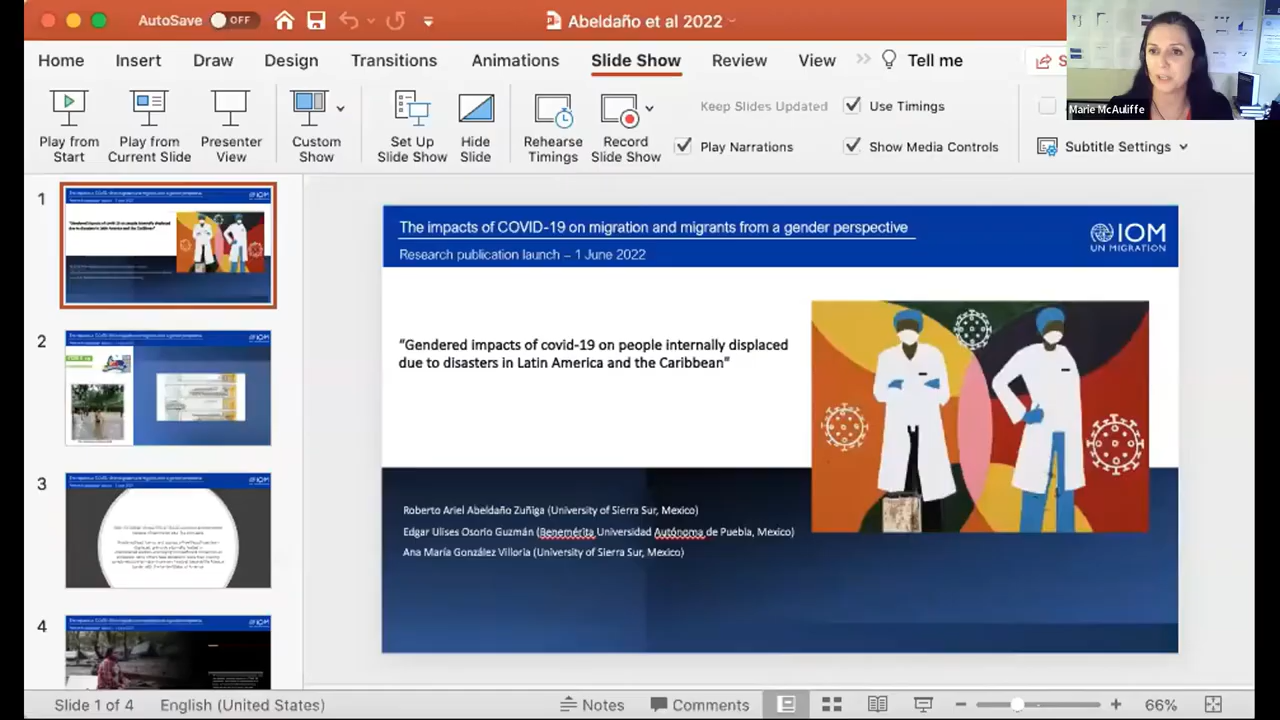 AutoSave OFF
Abeldaño et al 2022
Home Insert Draw Design Transitions Animations Slide Show Review View Tell me
Marie McAuliffe
Play from Start
Play from Current Slide
Presenter View
Custom Show
Set Up Slide Show
Hide Slide
Rehearse Timings
Record Slide Show
Keep Slides Updated
Play Narrations
Use Timings
Show Media Controls
Subtitle Settings
1
2
3
4
The impacts of COVID-19 on migration and migrants from a gender perspective
Research publication launch – 1 June 2022
IOM
UN MIGRATION
“Gendered impacts of covid-19 on people internally displaced
due to disasters in Latin America and the Caribbean”
Roberto Ariel Abeldaño Zuñiga (University of Sierra Sur, Mexico)
Edgar Ulises Osorio Guzmán (Benemérita Universidad Autónoma de Puebla, Mexico)
Ana María González Villoria (University of Sierra Sur, Mexico)
Slide 1 of 4
English (United States)
Notes
Comments
66%